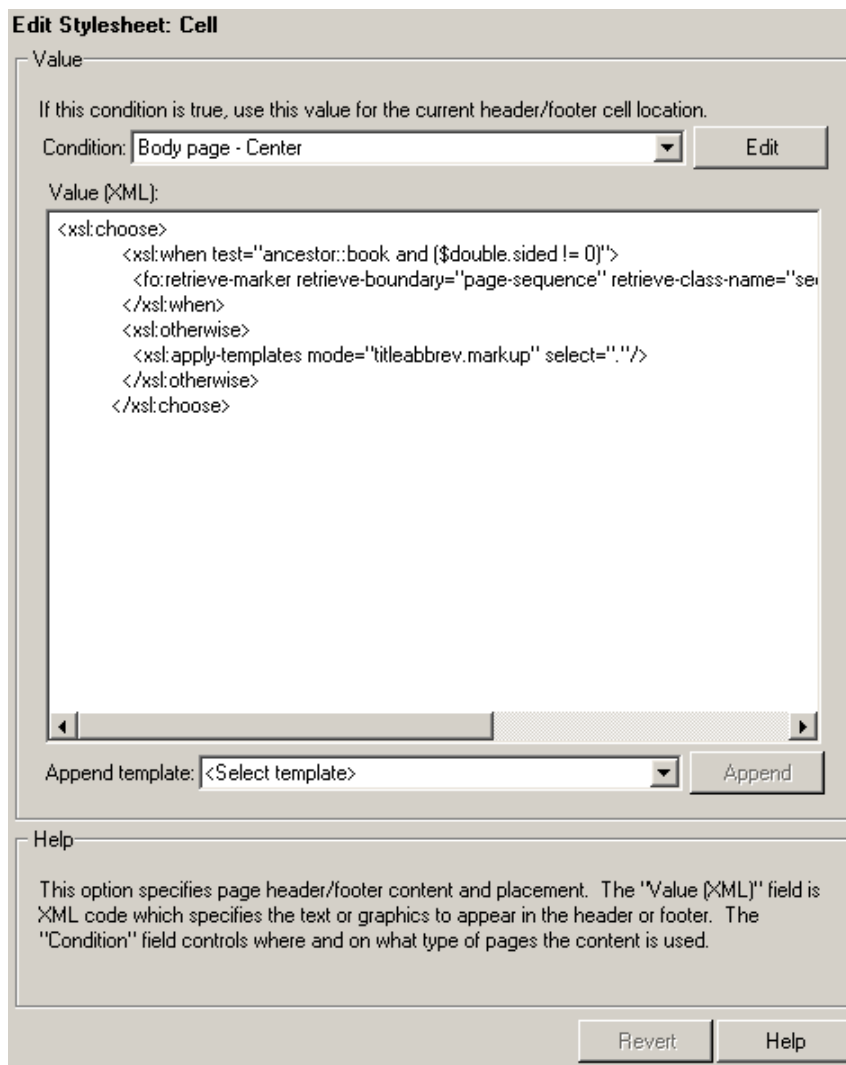 Edit Stylesheet: Cell
Value
If this condition is true, use this value for the current header/footer cell location.
Condition: Body page - Center Edit
Value (XML):
<xsl:choose>
<xsl:when test="ancestor::book and ($double.sided != 0)">
<fo:retrieve-marker retrieve-boundary="page-sequence" retrieve-class-name="se
</xsl:when>
<xsl:otherwise>
<xsl:apply-templates mode="titleabbrev.markup" select="."/>
</xsl:otherwise>
</xsl:choose>
Append template: <Select template> Append
Help
This option specifies page header/footer content and placement. The "Value (XML)" field is
XML code which specifies the text or graphics to appear in the header or footer. The
"Condition" field controls where and on what type of pages the content is used.
Revert Help